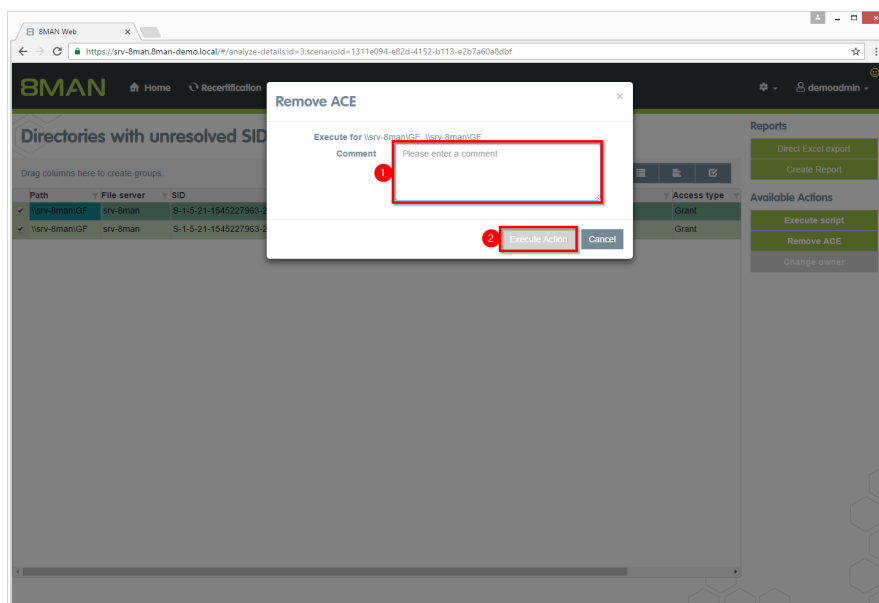 8MAN Web
https://srv-8man.8man-demo.local/#/analyze-details;id=3;scenarioId=1311e094-e82d-4152-b113-e2b7a60a8dbf
8MAN Home Recertification demoadmin
Remove ACE ×
Execute for \\srv-8man\GF, \\srv-8man\GF
Comment Please enter a comment
1
2 Execute Action Cancel
Directories with unresolved SID
Drag columns here to create groups
Path File server SID Access type
\\srv-8man\GF srv-8man S-1-5-21-1545227963-2 Grant
\\srv-8man\GF srv-8man S-1-5-21-1545227963-2 Grant
Reports
Direct Excel export
Create Report
Available Actions
Execute script
Remove ACE
Change owner